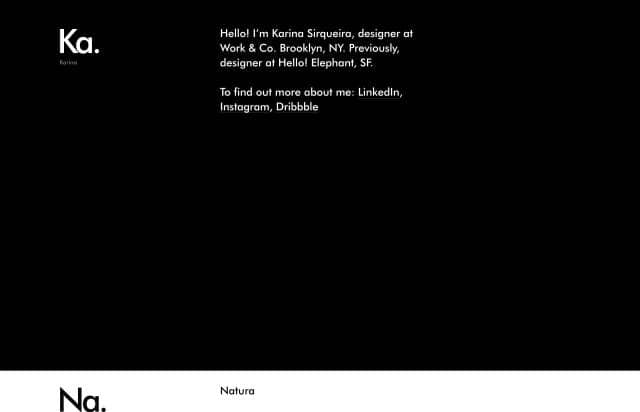 Ka.
Karina
Hello! I'm Karina Sirqueira, designer at
Work & Co. Brooklyn, NY. Previously,
designer at Hello! Elephant, SF.
To find out more about me: LinkedIn,
Instagram, Dribbble
Na.
Natura